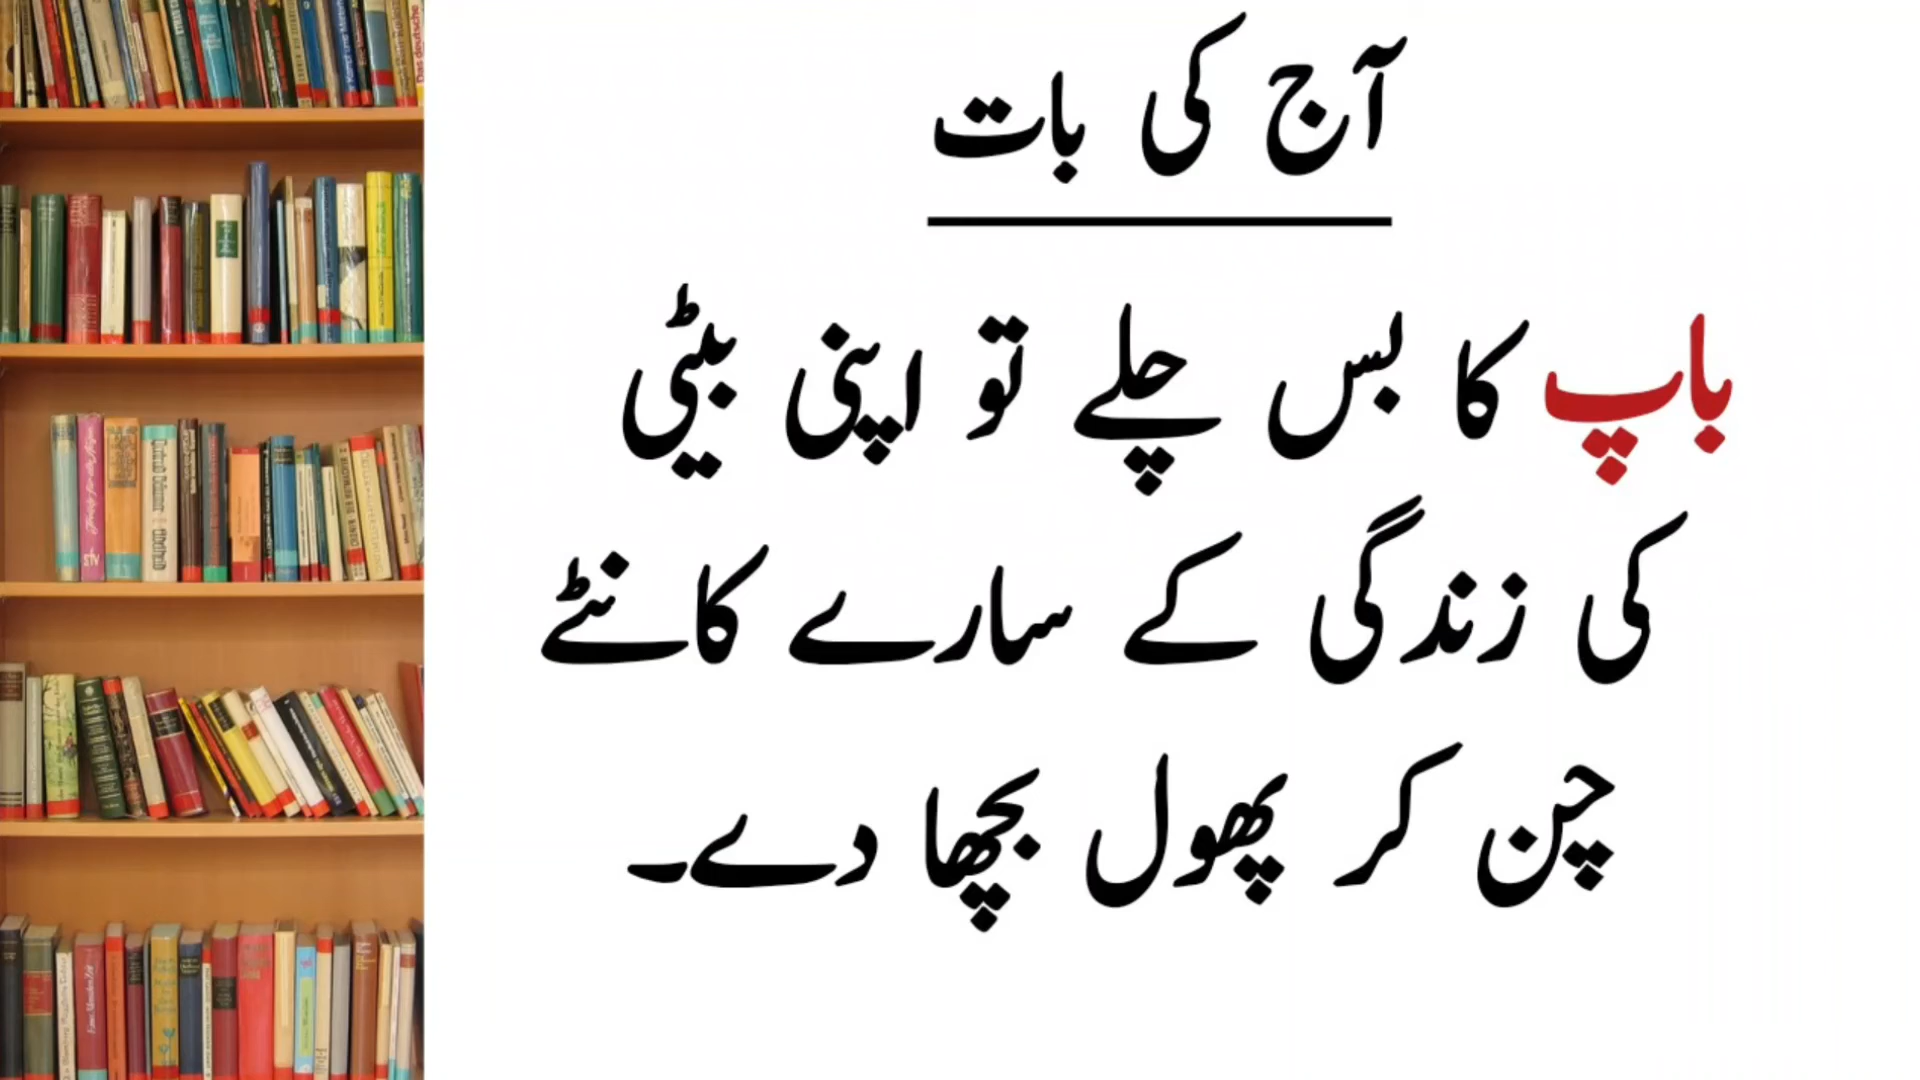 آج کی بات
باپ کا بس چلے تو اپنی بیٹی
کی زندگی کے سارے کانٹے
چن کر پھول بچھا دے۔